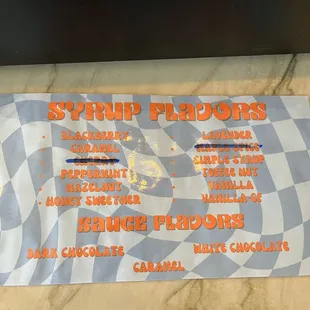 SYRUP FLAVORS
BLACKBERRY
CARAMEL
PEPPERMINT
HAZELNUT
HONEY SWEETNER
LAVENDER
SIMPLE SYRUP
TOFFEE NUT
VANILLA
VANILLA-SF
SAUCE FLAVORS
DARK CHOCOLATE
WHITE CHOCOLATE
CARAMEL